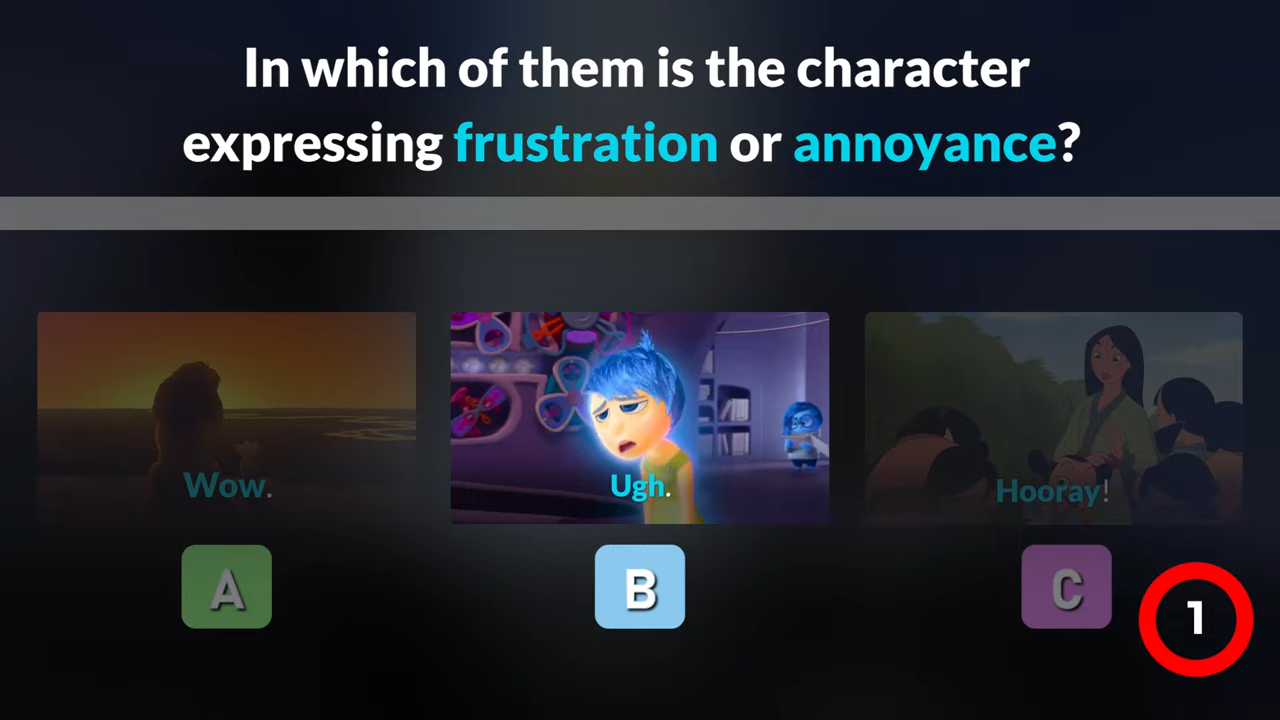 In which of them is the character
expressing frustration or annoyance?
Wow.
Ugh.
Hooray!
A
B
C
1